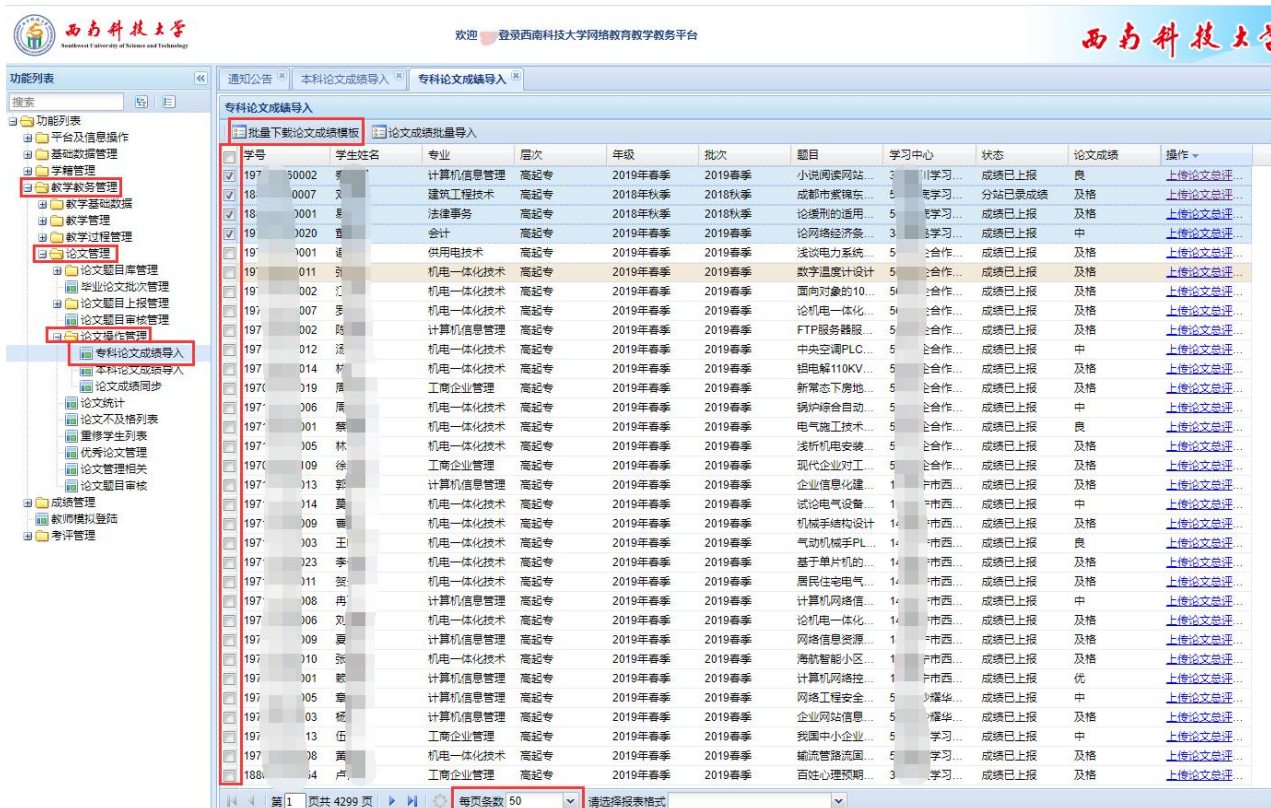 西南科技大学
Southwest University of Science and Technology
欢迎 登录西南科技大学网络教育教学教务平台
西南科技大学
功能列表
通知公告 本科论文成绩导入 专科论文成绩导入
搜索
专科论文成绩导入
批量下载论文成绩模板 论文成绩批量导入
功能列表
平台及信息操作
基础数据管理
学籍管理
教学教务管理
教学基础数据
教学管理
教学过程管理
论文管理
论文题目库管理
毕业论文批次管理
论文题目上报管理
论文题目审核管理
论文操作管理
专科论文成绩导入
本科论文成绩导入
论文成绩同步
论文统计
论文不及格列表
重修学生列表
优秀论文管理
论文管理相关
论文题目审核
成绩管理
教师模拟登陆
考评管理
学号 学生姓名 专业 层次 年级 批次 题目 学习中心 状态 论文成绩 操作
计算机信息管理 高起专 2019年春季 2019春季 小说阅读网站... 成绩已上报 良 上传论文总评...
建筑工程技术 高起专 2018年秋季 2018秋季 成都市紫锦东... 分站已录成绩 及格 上传论文总评...
法律事务 高起专 2018年秋季 2018秋季 论缓刑的适用... 成绩已上报 及格 上传论文总评...
会计 高起专 2019年春季 2019春季 论网络经济条... 成绩已上报 中 上传论文总评...
供用电技术 高起专 2019年春季 2019春季 浅谈电力系统... 成绩已上报 及格 上传论文总评...
机电一体化技术 高起专 2019年春季 2019春季 数字温度计设计 成绩已上报 及格 上传论文总评...
机电一体化技术 高起专 2019年春季 2019春季 面向对象的10... 成绩已上报 及格 上传论文总评...
机电一体化技术 高起专 2019年春季 2019春季 论机电一体化... 成绩已上报 及格 上传论文总评...
计算机信息管理 高起专 2019年春季 2019春季 FTP服务器服... 成绩已上报 及格 上传论文总评...
机电一体化技术 高起专 2019年春季 2019春季 中央空调PLC... 成绩已上报 中 上传论文总评...
机电一体化技术 高起专 2019年春季 2019春季 铝电解110KV... 成绩已上报 及格 上传论文总评...
工商企业管理 高起专 2019年春季 2019春季 新常态下房地... 成绩已上报 及格 上传论文总评...
机电一体化技术 高起专 2019年春季 2019春季 锅炉综合自动... 成绩已上报 中 上传论文总评...
机电一体化技术 高起专 2019年春季 2019春季 电气施工技术... 成绩已上报 良 上传论文总评...
机电一体化技术 高起专 2019年春季 2019春季 浅析机电安装... 成绩已上报 及格 上传论文总评...
工商企业管理 高起专 2019年春季 2019春季 现代企业对工... 成绩已上报 及格 上传论文总评...
计算机信息管理 高起专 2019年春季 2019春季 企业信息化建... 成绩已上报 及格 上传论文总评...
机电一体化技术 高起专 2019年春季 2019春季 试论电气设备... 成绩已上报 中 上传论文总评...
机电一体化技术 高起专 2019年春季 2019春季 机械手结构设计 成绩已上报 及格 上传论文总评...
机电一体化技术 高起专 2019年春季 2019春季 气动机械手PL... 成绩已上报 良 上传论文总评...
机电一体化技术 高起专 2019年春季 2019春季 基于单片机的... 成绩已上报 及格 上传论文总评...
机电一体化技术 高起专 2019年春季 2019春季 居民住宅电气... 成绩已上报 及格 上传论文总评...
计算机信息管理 高起专 2019年春季 2019春季 计算机网络信... 成绩已上报 中 上传论文总评...
机电一体化技术 高起专 2019年春季 2019春季 论机电一体化... 成绩已上报 及格 上传论文总评...
计算机信息管理 高起专 2019年春季 2019春季 网络信息资源... 成绩已上报 及格 上传论文总评...
机电一体化技术 高起专 2019年春季 2019春季 海航智能小区... 成绩已上报 及格 上传论文总评...
计算机信息管理 高起专 2019年春季 2019春季 计算机网络控... 成绩已上报 优 上传论文总评...
计算机信息管理 高起专 2019年春季 2019春季 网络工程安全... 成绩已上报 中 上传论文总评...
计算机信息管理 高起专 2019年春季 2019春季 企业网站信息... 成绩已上报 及格 上传论文总评...
工商企业管理 高起专 2019年春季 2019春季 我国中小企业... 成绩已上报 中 上传论文总评...
机电一体化技术 高起专 2019年春季 2019春季 输流管路流固... 成绩已上报 及格 上传论文总评...
工商企业管理 高起专 2019年春季 2019春季 百姓心理预期... 成绩已上报 及格 上传论文总评...
第 1 页共 4299 页 每页条数 50 请选择报表格式